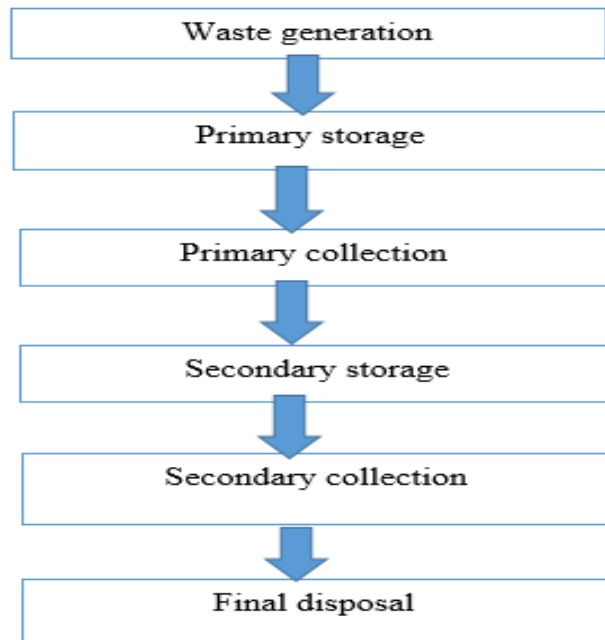 Waste generation
Primary storage
Primary collection
Secondary storage
Secondary collection
Final disposal